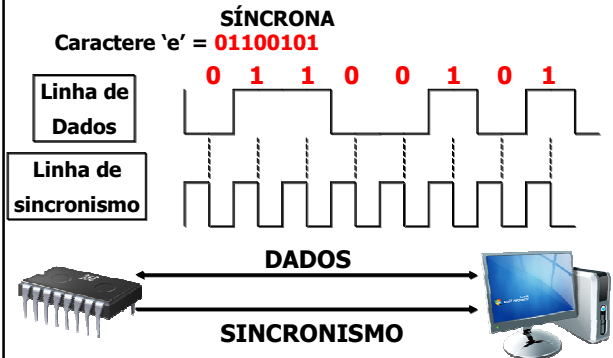 SÍNCRONA
Caractere ‘e’ = 01100101
0 1 1 0 0 1 0 1
Linha de
Dados
Linha de
sincronismo
DADOS
SINCRONISMO